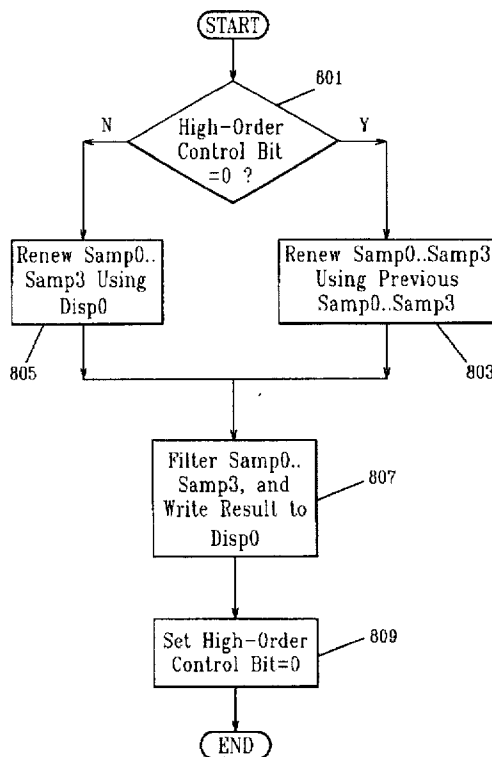 START
801
N
High-Order
Control Bit
=0 ?
Y
Renew Samp0..
Samp3 Using
Disp0
805
Renew Samp0..Samp3
Using Previous
Samp0..Samp3
803
Filter Samp0..
Samp3, and
Write Result to
Disp0
807
Set High-Order
Control Bit=0
809
END